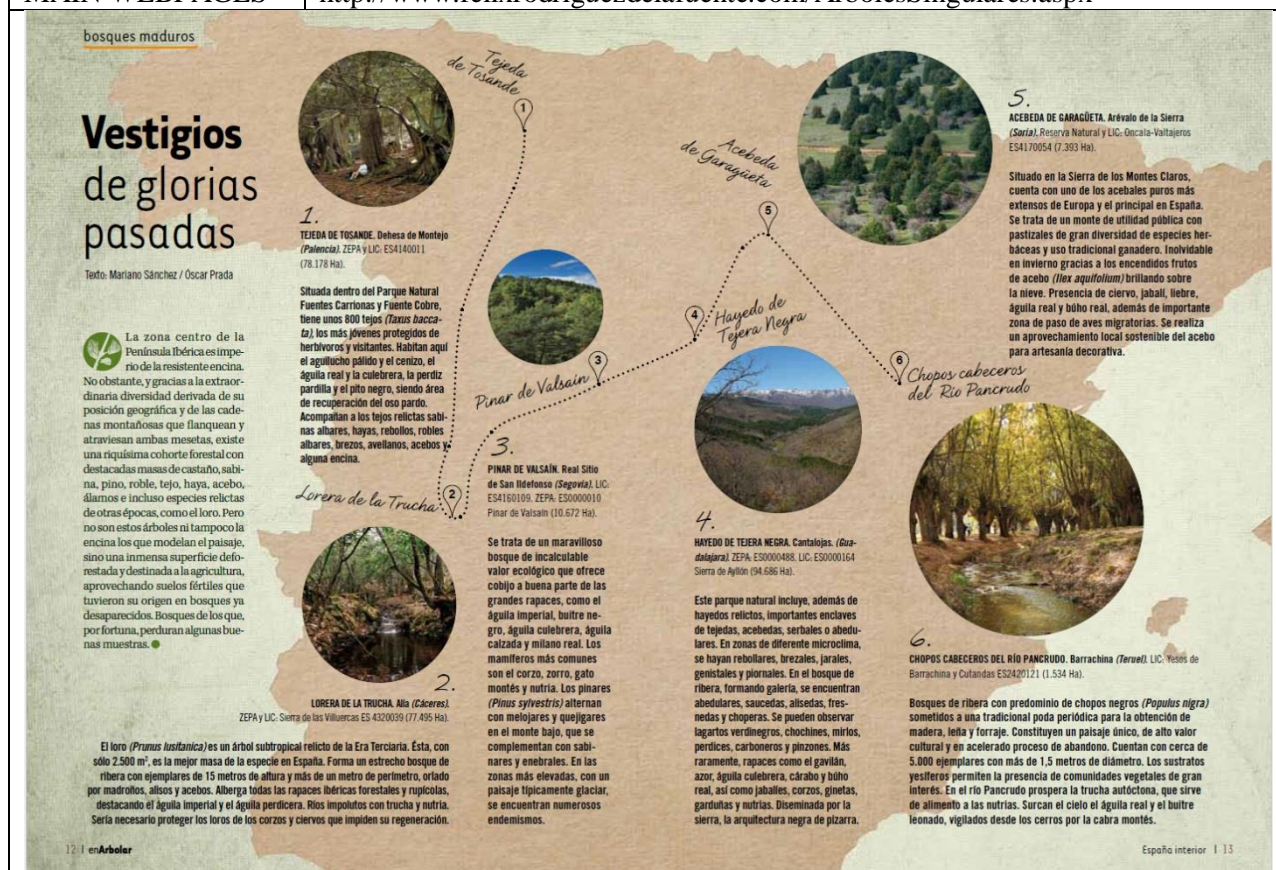 MAIN WEBPAGES
http://www.felixrodriguezdelafuente.com/ArbolesSingulares.aspx
bosques maduros
Vestigios
de glorias
pasadas
Texto: Mariano Sánchez / Óscar Prada
La zona centro de la
Península Ibérica es impe-
rio de la resistente encina.
No obstante, y gracias a la extraor-
dinaria diversidad derivada de su
posición geográfica y de las cade-
nas montañosas que flanquean y
atraviesan ambas mesetas, existe
una riquísima cohorte forestal con
destacadas masas de castaño, sabi-
na, pino, roble, tejo, haya, acebo,
álamos e incluso especies relictas
de otras épocas, como el loro. Pero
no son estos árboles ni tampoco la
encina los que modelan el paisaje,
sino una inmensa superficie defo-
restada y destinada a la agricultura,
aprovechando suelos fértiles que
tuvieron su origen en bosques ya
desaparecidos. Bosques de los que,
por fortuna, perduran algunas bue-
nas muestras.
Tejeda
de Tosande
1
1.
TEJEDA DE TOSANDE. Dehesa de Montejo
(Palencia). ZEPA y LIC: ES4140011
(78.178 Ha).
Situada dentro del Parque Natural
Fuentes Carrionas y Fuente Cobre,
tiene unos 800 tejos (Taxus bacca-
ta), los más jóvenes protegidos de
herbívoros y visitantes. Habitan aquí
el aguilucho pálido y el cenizo, el
águila real y la culebrera, la perdiz
pardilla y el pito negro, siendo área
de recuperación del oso pardo.
Acompañan a los tejos relictas sabi-
nas albares, hayas, rebollos, robles
albares, brezos, avellanos, acebos y
alguna encina.
Lorera de la Trucha
2
2.
LORERA DE LA TRUCHA. Alía (Cáceres).
ZEPA y LIC: Sierra de las Villuercas ES 4320039 (77.495 Ha).
El loro (Prunus lusitanica) es un árbol subtropical relicto de la Era Terciaria. Ésta, con
sólo 2.500 m², es la mejor masa de la especie en España. Forma un estrecho bosque de
ribera con ejemplares de 15 metros de altura y más de un metro de perímetro, orlado
por madroños, alisos y acebos. Alberga todas las rapaces ibéricas forestales y rupícolas,
destacando el águila imperial y el águila perdicera. Ríos impolutos con trucha y nutria.
Sería necesario proteger los loros de los corzos y ciervos que impiden su regeneración.
Pinar de Valsaín
3
3.
PINAR DE VALSAÍN. Real Sitio
de San Ildefonso (Segovia). LIC:
ES4160109. ZEPA: ES0000010
Pinar de Valsaín (10.672 Ha).
Se trata de un maravilloso
bosque de incalculable
valor ecológico que ofrece
cobijo a buena parte de las
grandes rapaces, como el
águila imperial, buitre ne-
gro, águila culebrera, águila
calzada y milano real. Los
mamíferos más comunes
son el corzo, zorro, gato
montés y nutria. Los pinares
(Pinus sylvestris) alternan
con melojares y quejigares
en el monte bajo, que se
complementan con sabi-
nares y enebrales. En las
zonas más elevadas, con un
paisaje típicamente glaciar,
se encuentran numerosos
endemismos.
4
Hayedo de
Tejera Negra
4.
HAYEDO DE TEJERA NEGRA. Cantalojas. (Gua-
dalajara). ZEPA: ES0000488. LIC: ES0000164
Sierra de Ayllón (94.686 Ha).
Este parque natural incluye, además de
hayedos relictos, importantes enclaves
de tejedas, acebedas, serbales o abedu-
lares. En zonas de diferente microclima,
se hayan rebollares, brezales, jarales,
genistales y piornales. En el bosque de
ribera, formando galería, se encuentran
abedulares, saucedas, alisedas, fres-
nedas y choperas. Se pueden observar
lagartos verdinegros, chochines, mirlos,
perdices, carboneros y pinzones. Más
raramente, rapaces como el gavilán,
azor, águila culebrera, cárabo y búho
real, así como jabalíes, corzos, ginetas,
garduñas y nutrias. Diseminada por la
sierra, la arquitectura negra de pizarra.
Acebeda
de Garagüeta
5
5.
ACEBEDA DE GARAGÜETA. Arévalo de la Sierra
(Soria). Reserva Natural y LIC: Oncala-Valtajeros
ES4170054 (7.393 Ha).
Situado en la Sierra de los Montes Claros,
cuenta con uno de los acebales puros más
extensos de Europa y el principal en España.
Se trata de un monte de utilidad pública con
pastizales de gran diversidad de especies her-
báceas y uso tradicional ganadero. Inolvidable
en invierno gracias a los encendidos frutos
de acebo (Ilex aquifolium) brillando sobre
la nieve. Presencia de ciervo, jabalí, liebre,
águila real y búho real, además de importante
zona de paso de aves migratorias. Se realiza
un aprovechamiento local sostenible del acebo
para artesanía decorativa.
6
Chopos cabeceros
del Río Pancrudo
6.
CHOPOS CABECEROS DEL RÍO PANCRUDO. Barrachina (Teruel). LIC: Yesos de
Barrachina y Cutandas ES2420121 (1.534 Ha).
Bosques de ribera con predominio de chopos negros (Populus nigra)
sometidos a una tradicional poda periódica para la obtención de
madera, leña y forraje. Constituyen un paisaje único, de alto valor
cultural y en acelerado proceso de abandono. Cuentan con cerca de
5.000 ejemplares con más de 1,5 metros de diámetro. Los sustratos
yesíferos permiten la presencia de comunidades vegetales de gran
interés. En el río Pancrudo prospera la trucha autóctona, que sirve
de alimento a las nutrias. Surcan el cielo el águila real y el buitre
leonado, vigilados desde los cerros por la cabra montés.
12 | enArbolar
España interior | 13